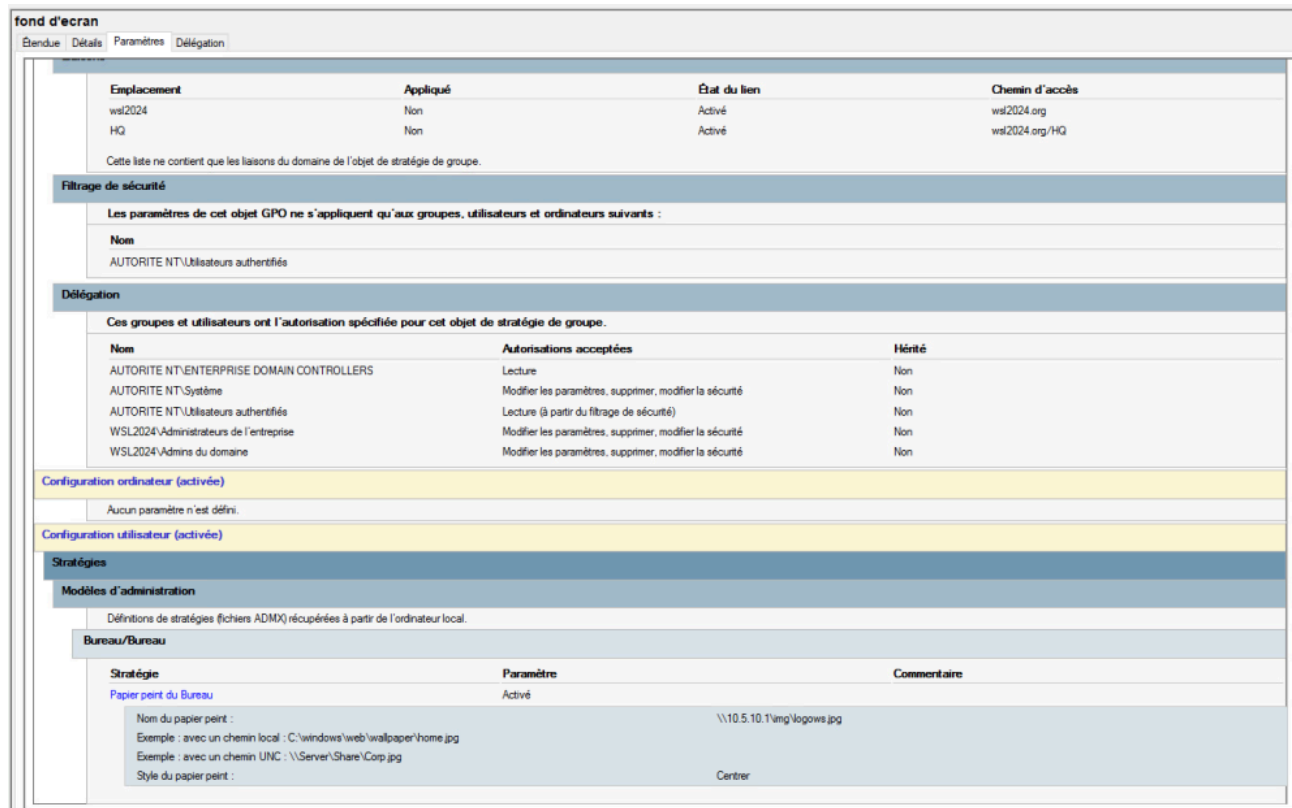 fond d'ecran
Étendue Détails Paramètres Délégation
Emplacement Appliqué État du lien Chemin d'accès
wsl2024 Non Activé wsl2024.org
HQ Non Activé wsl2024.org/HQ
Cette liste ne contient que les liaisons du domaine de l'objet de stratégie de groupe.
Filtrage de sécurité
Les paramètres de cet objet GPO ne s'appliquent qu'aux groupes, utilisateurs et ordinateurs suivants :
Nom
AUTORITE NT\Utilisateurs authentifiés
Délégation
Ces groupes et utilisateurs ont l'autorisation spécifiée pour cet objet de stratégie de groupe.
Nom Autorisations acceptées Hérité
AUTORITE NT\ENTERPRISE DOMAIN CONTROLLERS Lecture Non
AUTORITE NT\Système Modifier les paramètres, supprimer, modifier la sécurité Non
AUTORITE NT\Utilisateurs authentifiés Lecture (à partir du filtrage de sécurité) Non
WSL2024\Administrateurs de l'entreprise Modifier les paramètres, supprimer, modifier la sécurité Non
WSL2024\Admins du domaine Modifier les paramètres, supprimer, modifier la sécurité Non
Configuration ordinateur (activée)
Aucun paramètre n'est défini.
Configuration utilisateur (activée)
Stratégies
Modèles d'administration
Définitions de stratégies (fichiers ADMX) récupérées à partir de l'ordinateur local.
Bureau/Bureau
Stratégie Paramètre Commentaire
Papier peint du Bureau Activé
Nom du papier peint : \\10.5.10.1\img\logows.jpg
Exemple : avec un chemin local : C:\windows\web\wallpaper\home.jpg
Exemple : avec un chemin UNC : \\Server\Share\Corp.jpg
Style du papier peint : Centrer